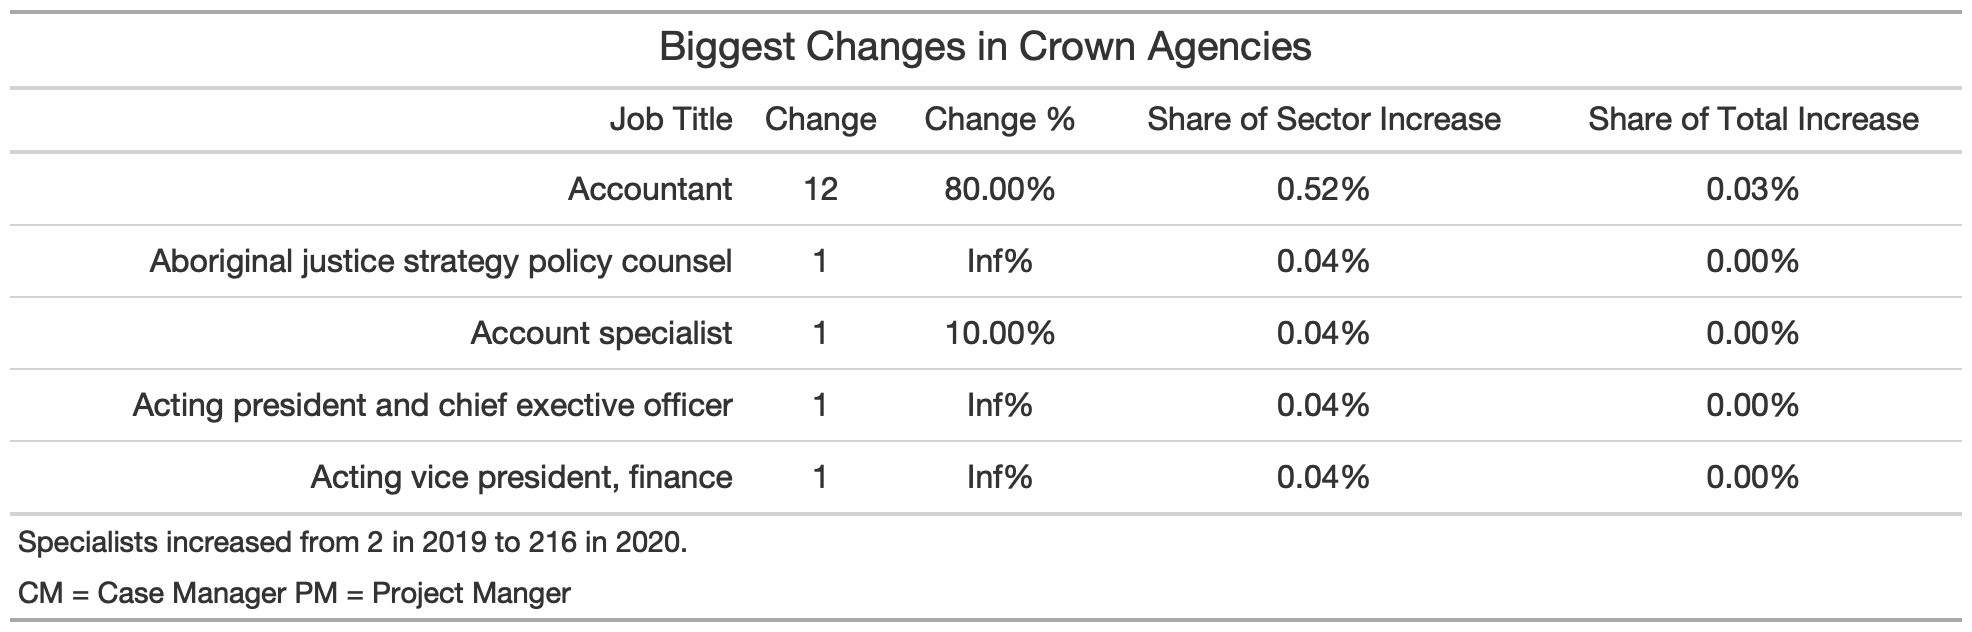 Biggest Changes in Crown Agencies
Job Title Change Change % Share of Sector Increase Share of Total Increase
Accountant 12 80.00% 0.52% 0.03%
Aboriginal justice strategy policy counsel 1 Inf% 0.04% 0.00%
Account specialist 1 10.00% 0.04% 0.00%
Acting president and chief exective officer 1 Inf% 0.04% 0.00%
Acting vice president, finance 1 Inf% 0.04% 0.00%
Specialists increased from 2 in 2019 to 216 in 2020.
CM = Case Manager PM = Project Manger